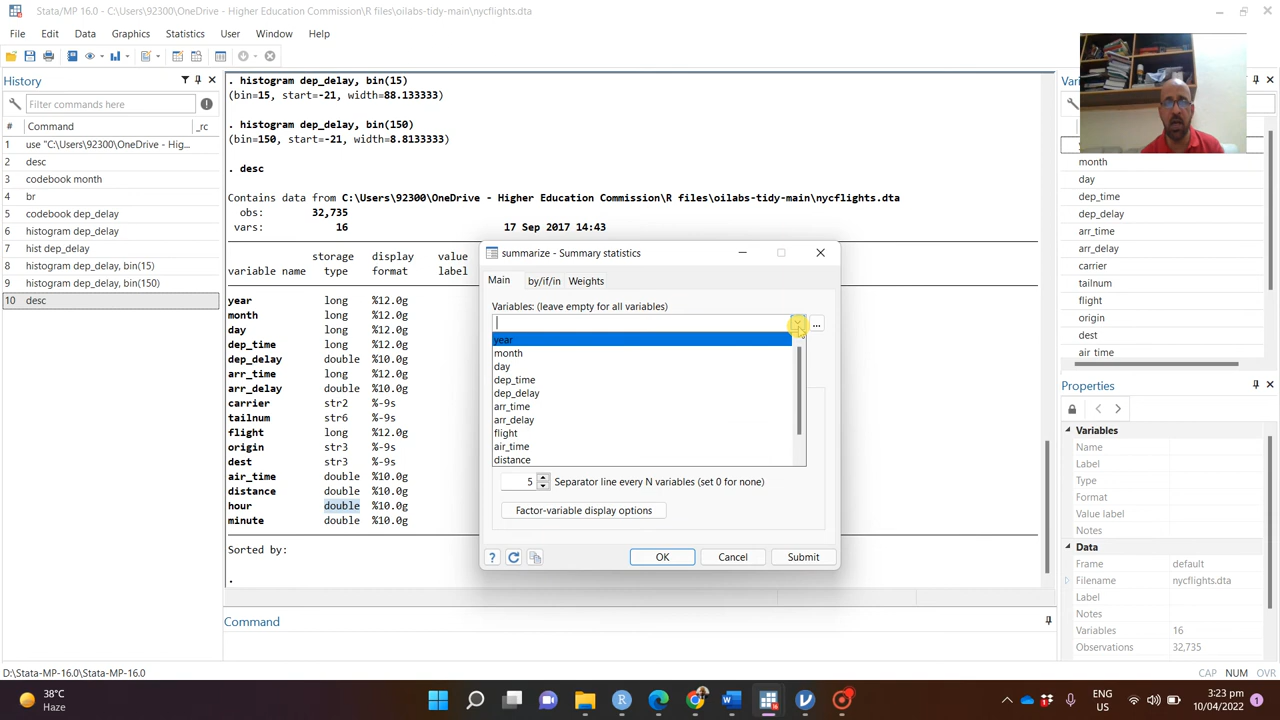 Stata/MP 16.0 - C:\Users\92300\OneDrive - Higher Education Commission\R files\oilabs-tidy-main\nycflights.dta
File Edit Data Graphics Statistics User Window Help
History
Filter commands here
# Command _rc
1 use "C:\Users\92300\OneDrive - Hig...
2 desc
3 codebook month
4 br
5 codebook dep_delay
6 histogram dep_delay
7 hist dep_delay
8 histogram dep_delay, bin(15)
9 histogram dep_delay, bin(150)
10 desc
. histogram dep_delay, bin(15)
(bin=15, start=-21, width=88.133333)
. histogram dep_delay, bin(150)
(bin=150, start=-21, width=8.8133333)
. desc
Contains data from C:\Users\92300\OneDrive - Higher Education Commission\R files\oilabs-tidy-main\nycflights.dta
obs: 32,735
vars: 16 17 Sep 2017 14:43
storage display value
variable name type format label
year long %12.0g
month long %12.0g
day long %12.0g
dep_time long %12.0g
dep_delay double %10.0g
arr_time long %12.0g
arr_delay double %10.0g
carrier str2 %-9s
tailnum str6 %-9s
flight long %12.0g
origin str3 %-9s
dest str3 %-9s
air_time double %10.0g
distance double %10.0g
hour double %10.0g
minute double %10.0g
Sorted by:
.
summarize - Summary statistics
Main by/if/in Weights
Variables: (leave empty for all variables)
...
year
month
day
dep_time
dep_delay
arr_time
arr_delay
flight
air_time
distance
5 Separator line every N variables (set 0 for none)
Factor-variable display options
? OK Cancel Submit
Command
month
day
dep_time
dep_delay
arr_time
arr_delay
carrier
tailnum
flight
origin
dest
Properties
Variables
Name
Label
Type
Format
Value label
Notes
Data
Frame default
Filename nycflights.dta
Label
Notes
Variables 16
Observations 32,735
D:\Stata-MP-16.0\Stata-MP-16.0
CAP NUM OVR
38°C
Haze
ENG
US
3:23 pm
10/04/2022
1